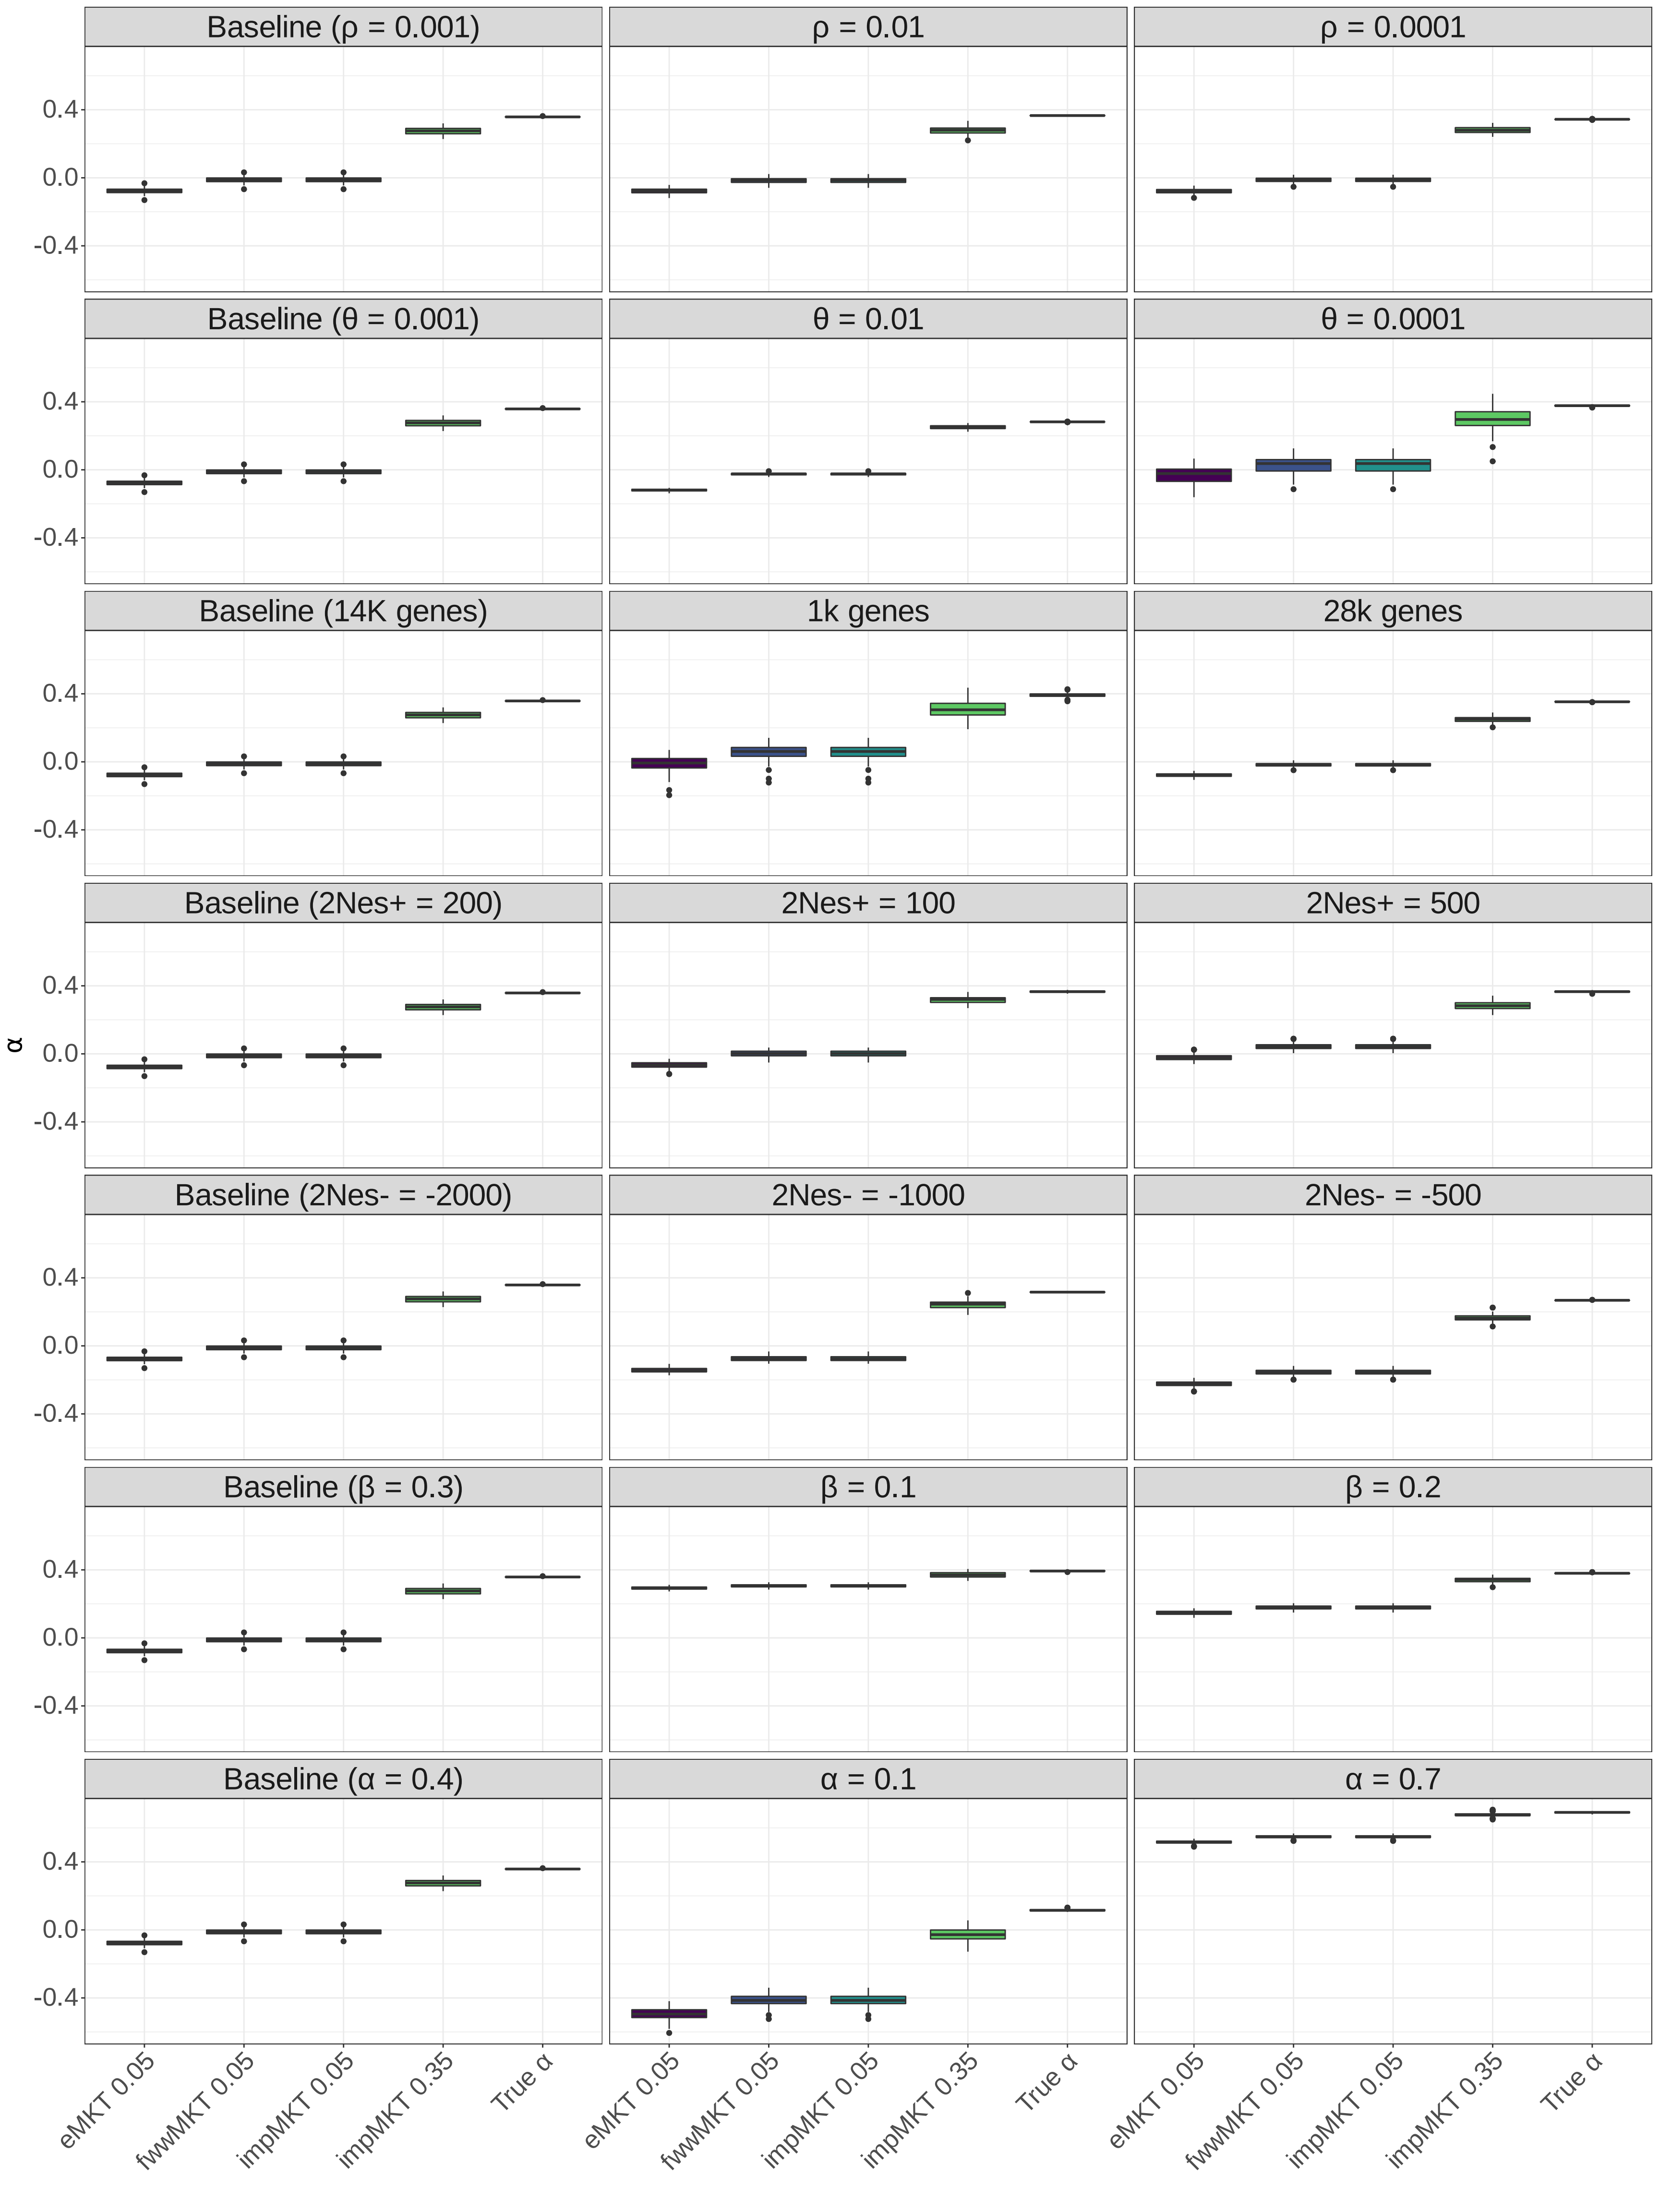 Baseline (ρ = 0.001)
ρ = 0.01
ρ = 0.0001
0.4
0.0
-0.4
Baseline (θ = 0.001)
θ = 0.01
θ = 0.0001
0.4
0.0
-0.4
Baseline (14K genes)
1k genes
28k genes
0.4
0.0
-0.4
Baseline (2Nes+ = 200)
2Nes+ = 100
2Nes+ = 500
0.4
0.0
-0.4
α
Baseline (2Nes- = -2000)
2Nes- = -1000
2Nes- = -500
0.4
0.0
-0.4
Baseline (β = 0.3)
β = 0.1
β = 0.2
0.4
0.0
-0.4
Baseline (α = 0.4)
α = 0.1
α = 0.7
0.4
0.0
-0.4
eMKT 0.05
fwwMKT 0.05
impMKT 0.05
impMKT 0.35
True α
eMKT 0.05
fwwMKT 0.05
impMKT 0.05
impMKT 0.35
True α
eMKT 0.05
fwwMKT 0.05
impMKT 0.05
impMKT 0.35
True α